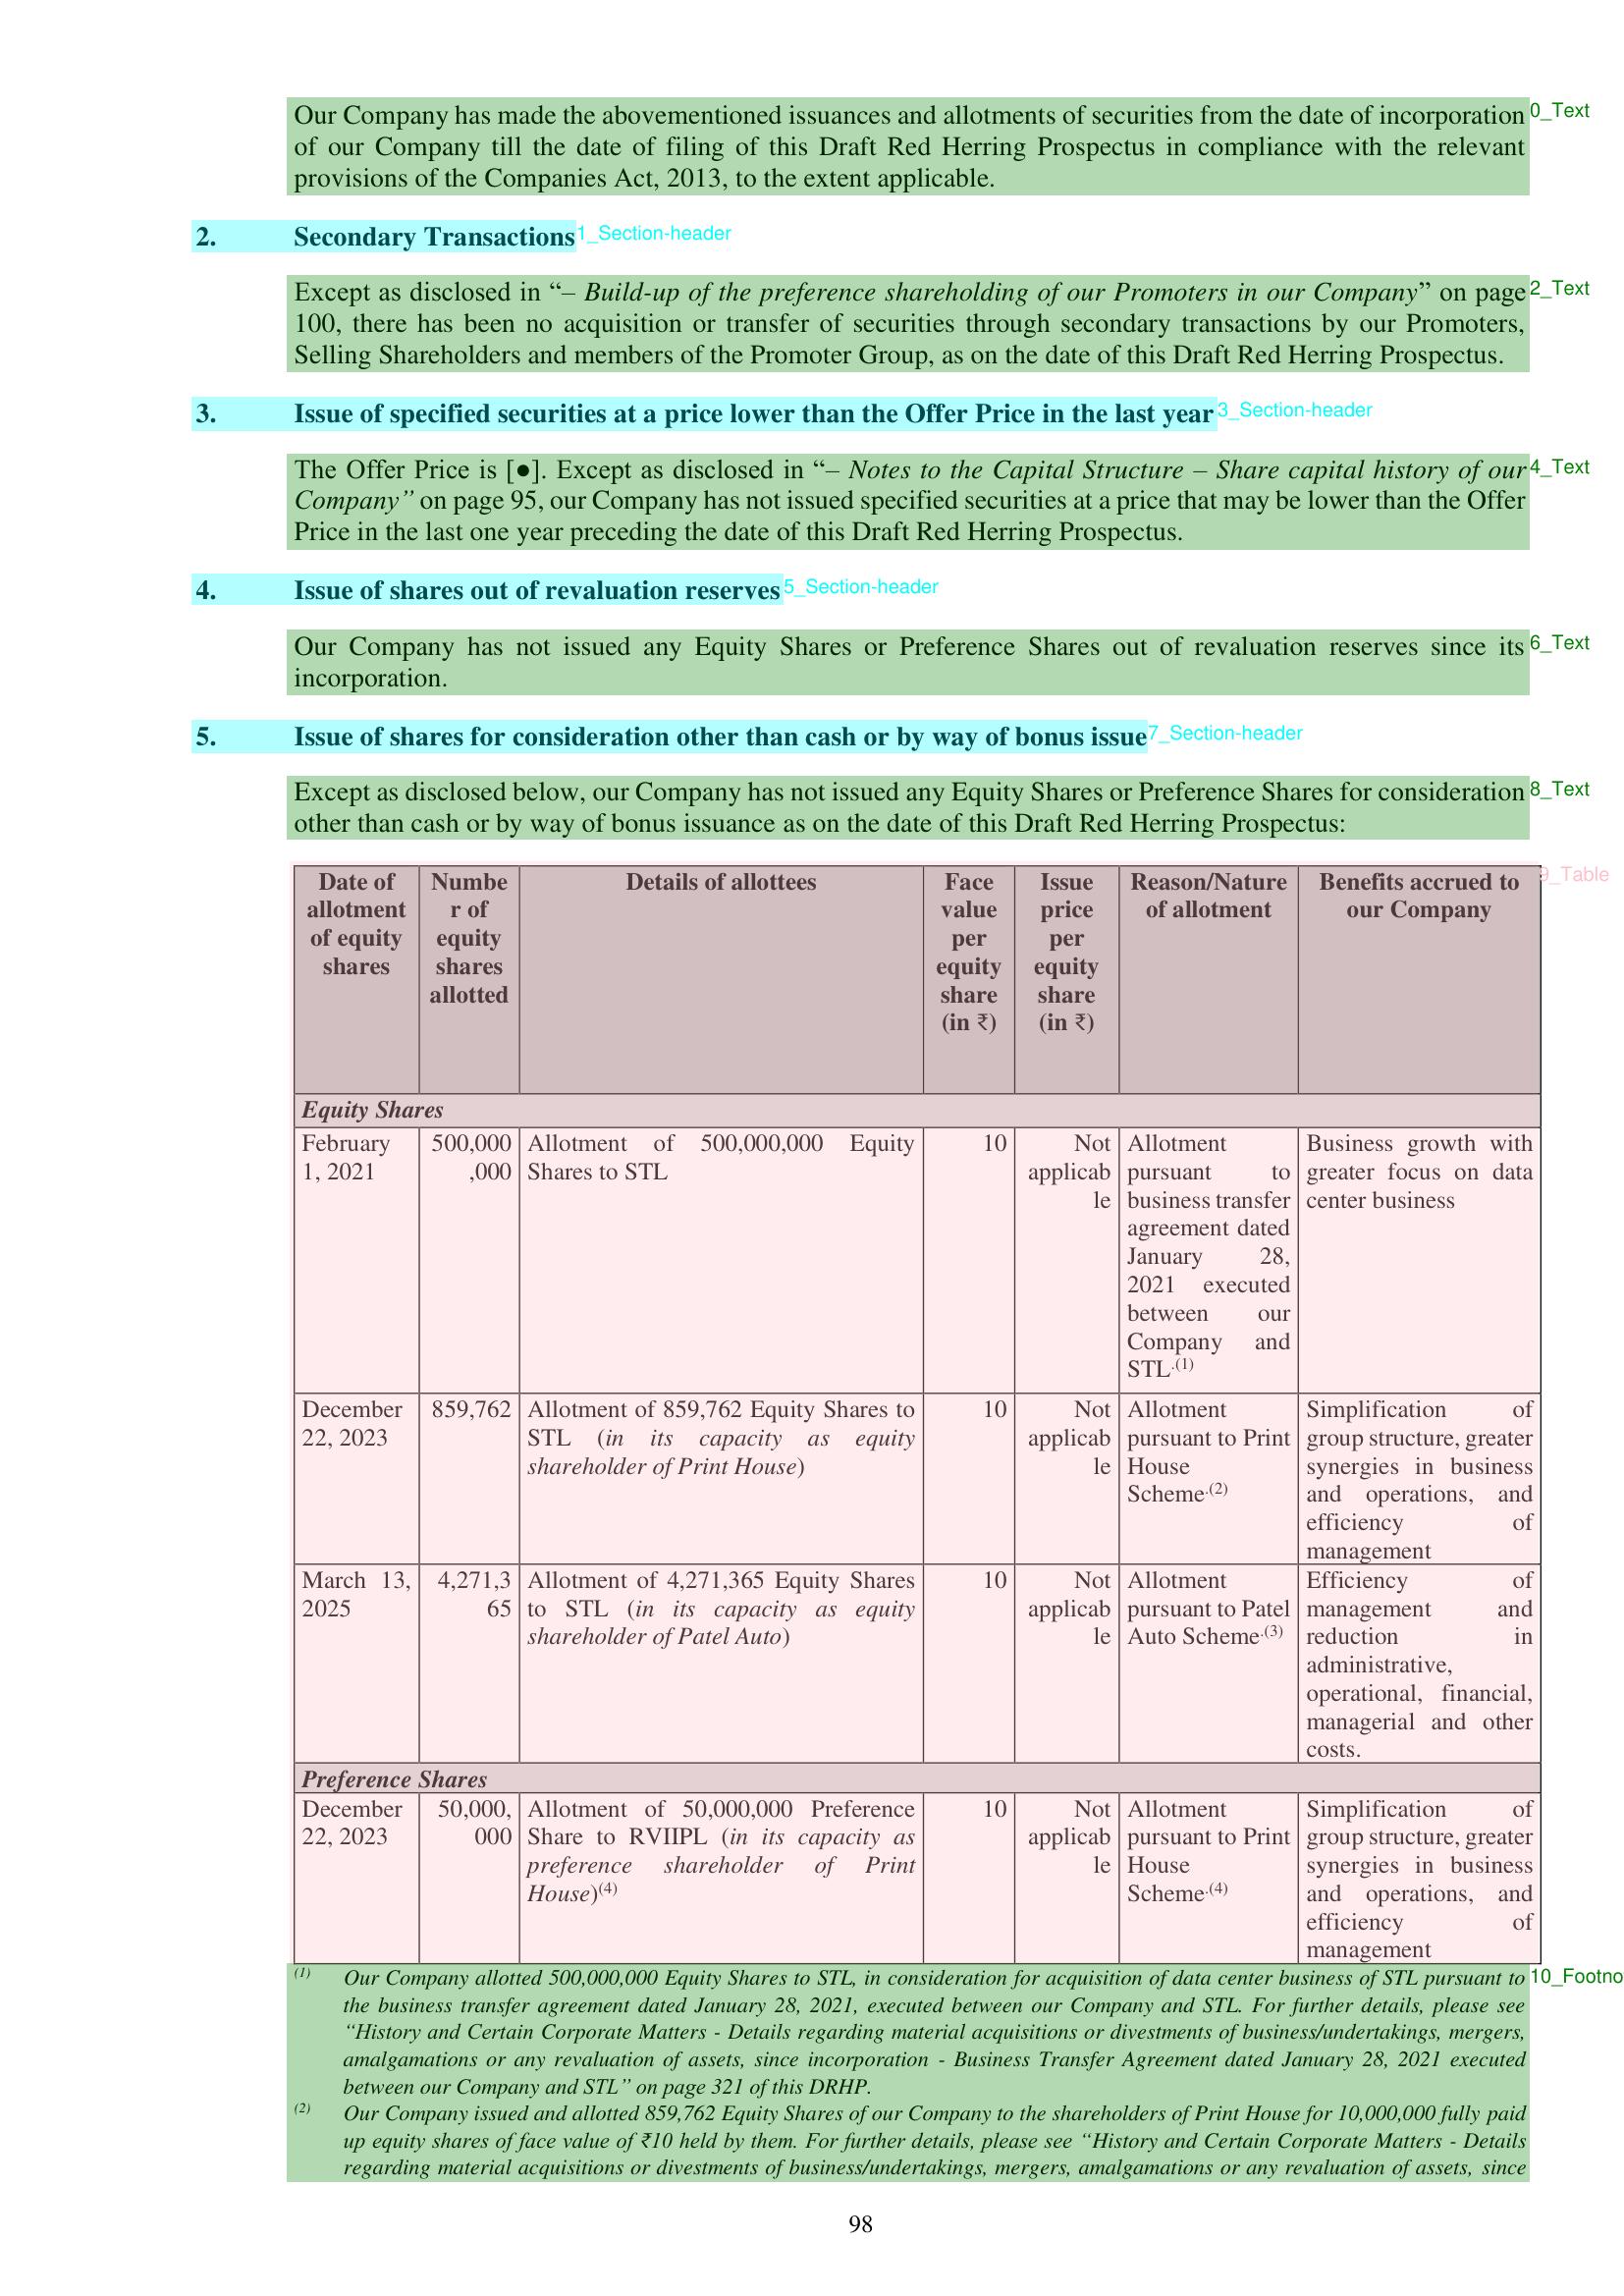 Our Company has made the abovementioned issuances and allotments of securities from the date of incorporation 0_Text
of our Company till the date of filing of this Draft Red Herring Prospectus in compliance with the relevant
provisions of the Companies Act, 2013, to the extent applicable.
2. Secondary Transactions 1_Section-header
Except as disclosed in “– Build-up of the preference shareholding of our Promoters in our Company” on page 2_Text
100, there has been no acquisition or transfer of securities through secondary transactions by our Promoters,
Selling Shareholders and members of the Promoter Group, as on the date of this Draft Red Herring Prospectus.
3. Issue of specified securities at a price lower than the Offer Price in the last year 3_Section-header
The Offer Price is [●]. Except as disclosed in “– Notes to the Capital Structure – Share capital history of our 4_Text
Company” on page 95, our Company has not issued specified securities at a price that may be lower than the Offer
Price in the last one year preceding the date of this Draft Red Herring Prospectus.
4. Issue of shares out of revaluation reserves 5_Section-header
Our Company has not issued any Equity Shares or Preference Shares out of revaluation reserves since its 6_Text
incorporation.
5. Issue of shares for consideration other than cash or by way of bonus issue 7_Section-header
Except as disclosed below, our Company has not issued any Equity Shares or Preference Shares for consideration 8_Text
other than cash or by way of bonus issuance as on the date of this Draft Red Herring Prospectus:
9_Table
Date of
allotment
of equity
shares
Numbe
r of
equity
shares
allotted
Details of allottees
Face
value
per
equity
share
(in ₹)
Issue
price
per
equity
share
(in ₹)
Reason/Nature
of allotment
Benefits accrued to
our Company
Equity Shares
February
1, 2021
500,000
,000
Allotment of 500,000,000 Equity
Shares to STL
10
Not
applicab
le
Allotment
pursuant to
business transfer
agreement dated
January 28,
2021 executed
between our
Company and
STL.(1)
Business growth with
greater focus on data
center business
December
22, 2023
859,762
Allotment of 859,762 Equity Shares to
STL (in its capacity as equity
shareholder of Print House)
10
Not
applicab
le
Allotment
pursuant to Print
House
Scheme.(2)
Simplification of
group structure, greater
synergies in business
and operations, and
efficiency of
management
March 13,
2025
4,271,3
65
Allotment of 4,271,365 Equity Shares
to STL (in its capacity as equity
shareholder of Patel Auto)
10
Not
applicab
le
Allotment
pursuant to Patel
Auto Scheme.(3)
Efficiency of
management and
reduction in
administrative,
operational, financial,
managerial and other
costs.
Preference Shares
December
22, 2023
50,000,
000
Allotment of 50,000,000 Preference
Share to RVIIPL (in its capacity as
preference shareholder of Print
House)(4)
10
Not
applicab
le
Allotment
pursuant to Print
House
Scheme.(4)
Simplification of
group structure, greater
synergies in business
and operations, and
efficiency of
management
(1) Our Company allotted 500,000,000 Equity Shares to STL, in consideration for acquisition of data center business of STL pursuant to 10_Footno
the business transfer agreement dated January 28, 2021, executed between our Company and STL. For further details, please see
“History and Certain Corporate Matters - Details regarding material acquisitions or divestments of business/undertakings, mergers,
amalgamations or any revaluation of assets, since incorporation - Business Transfer Agreement dated January 28, 2021 executed
between our Company and STL” on page 321 of this DRHP.
(2) Our Company issued and allotted 859,762 Equity Shares of our Company to the shareholders of Print House for 10,000,000 fully paid
up equity shares of face value of ₹10 held by them. For further details, please see “History and Certain Corporate Matters - Details
regarding material acquisitions or divestments of business/undertakings, mergers, amalgamations or any revaluation of assets, since
98